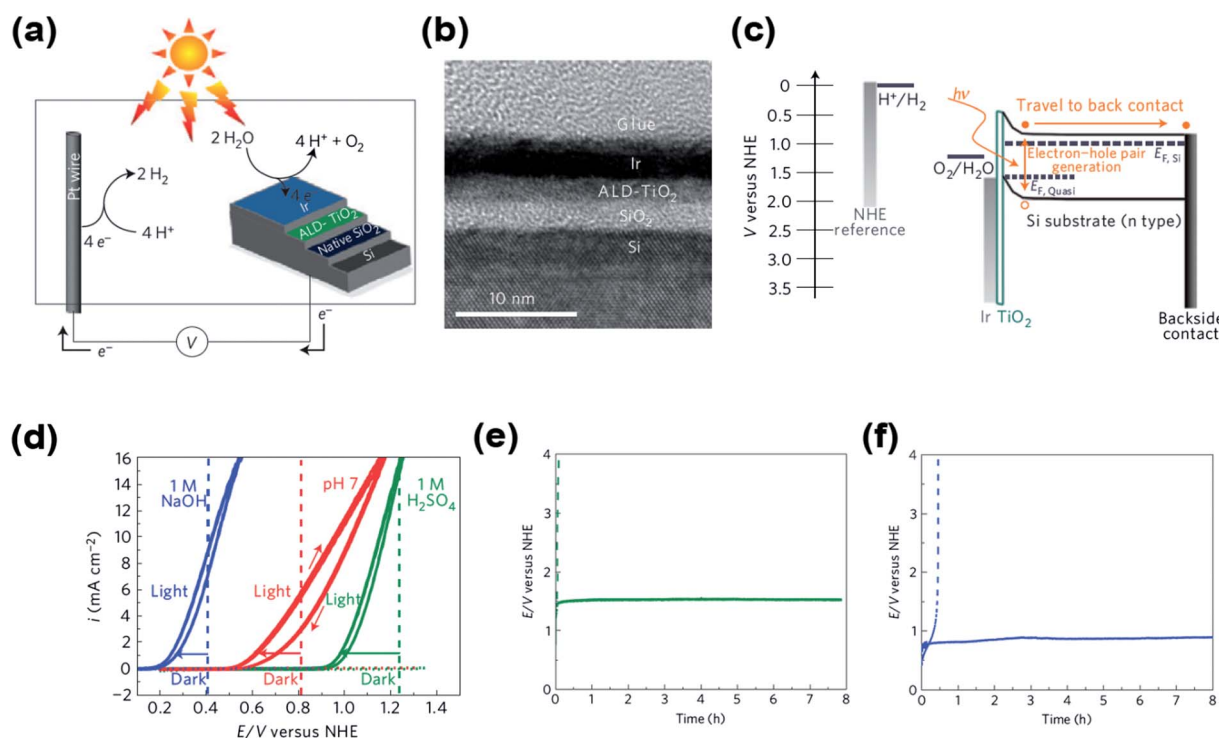 (a)
Pt wire
2 H2
4 e–
4 H+
2 H2O
4 H+ + O2
4 e–
Ir
ALD- TiO2
Native SiO2
Si
e–
V
e–
(b)
Glue
Ir
ALD-TiO2
SiO2
Si
10 nm
(c)
V versus NHE
0
0.5
1.0
1.5
2.0
2.5
3.0
3.5
H+/H2
O2/H2O
NHE
reference
hν
Travel to back contact
EF, Si
Electron–hole pair
generation
EF, Quasi
Si substrate (n type)
Ir TiO2
Backside
contact
(d)
i (mA cm–2)
16
14
12
10
8
6
4
2
0
–2
1 M
NaOH
pH 7
1 M
H2SO4
Light
Light
Light
Dark
Dark
Dark
0.2 0.4 0.6 0.8 1.0 1.2 1.4
E/V versus NHE
(e)
E/V versus NHE
4
3
2
1
0
0 1 2 3 4 5 6 7 8
Time (h)
(f)
E/V versus NHE
4
3
2
1
0
0 1 2 3 4 5 6 7 8
Time (h)